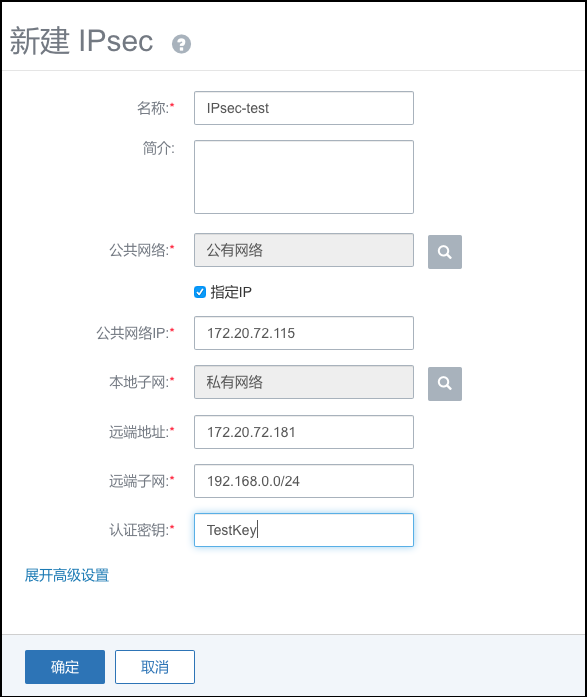 新建 IPsec ?
名称:* IPsec-test
简介:
公共网络:* 公有网络
指定IP
公共网络IP:* 172.20.72.115
本地子网:* 私有网络
远端地址:* 172.20.72.181
远端子网:* 192.168.0.0/24
认证密钥:* TestKey
展开高级设置
确定 取消